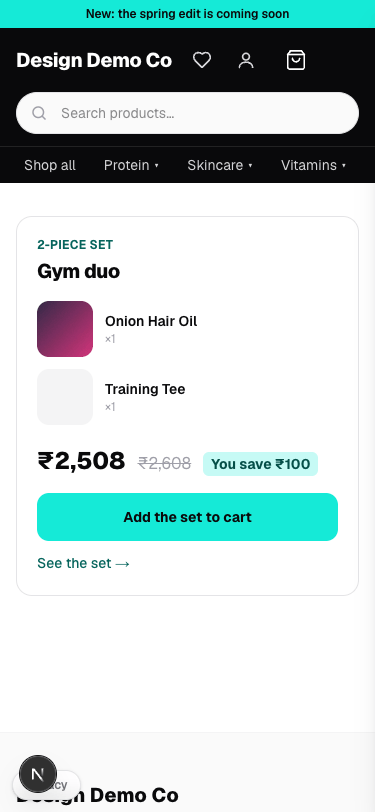 New: the spring edit is coming soon
Design Demo Co
Search products…
Shop all Protein Skincare Vitamins
2-PIECE SET
Gym duo
Onion Hair Oil
×1
Training Tee
×1
₹2,508 ₹2,608 You save ₹100
Add the set to cart
See the set →
N
Design Demo Co